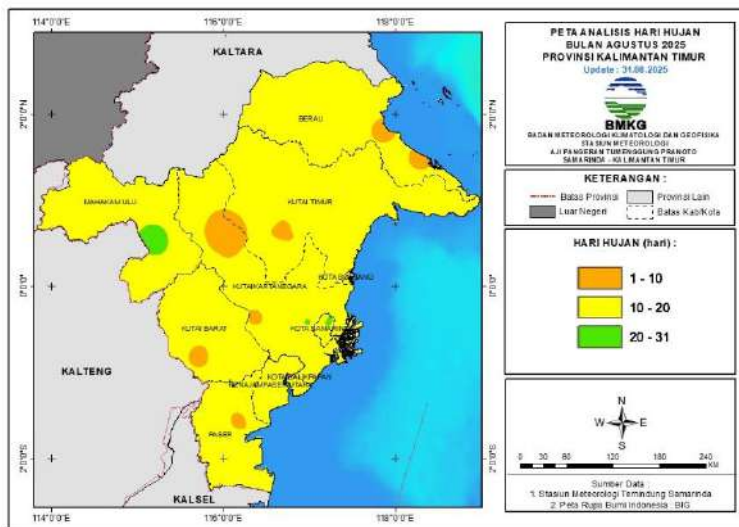 114°0'0"E 116°0'0"E 118°0'0"E
KALTARA
BERAU
MAHAKAM ULU
KUTAI TIMUR
KUTAI KARTANEGARA
KUTAI BARAT
KALTENG
PASER
KALSEL
2°0'0"N
0°0'0"
2°0'0"S
2°0'0"N
0°0'0"
2°0'0"S
114°0'0"E 116°0'0"E 118°0'0"E
PETA ANALISIS HARI HUJAN
BULAN AGUSTUS 2025
PROVINSI KALIMANTAN TIMUR
Update : 31.08.2025
BMKG
BADAN METEOROLOGI KLIMATOLOGI DAN GEOFISIKA
STASIUN METEOROLOGI
AJI PANGERAN TUMENGGUNG PRANOTO
SAMARINDA - KALIMANTAN TIMUR
KETERANGAN :
Batas Provinsi Provinsi Lain
Luar Negeri Batas Kab/Kota
HARI HUJAN (hari) :
1 - 10
10 - 20
20 - 31
N
W E
S
0 30 60 120 180 240
KM
Sumber Data :
1. Stasiun Meteorologi Temindung Samarinda
2. Peta Rupa Bumi Indonesia : BIG